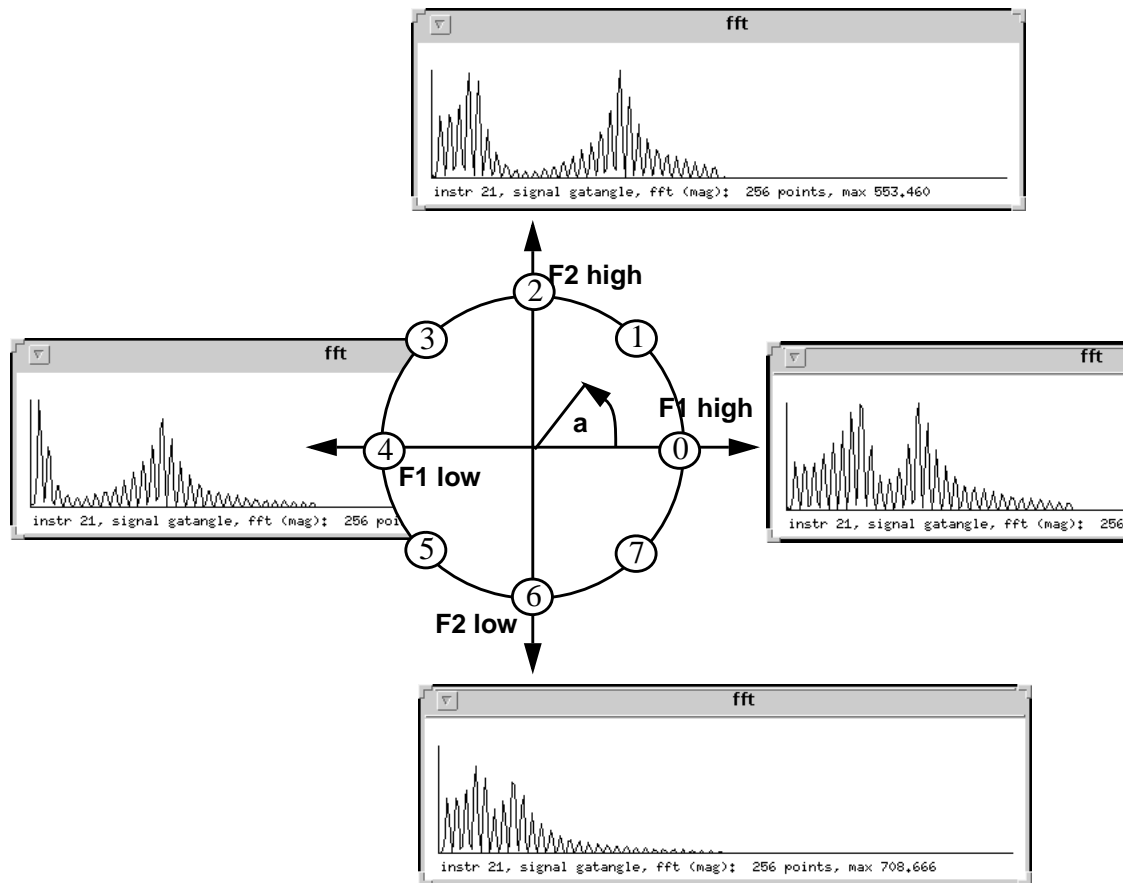 fft
instr 21, signal gatangle, fft (mag): 256 points, max 553.460
F2 high
2
3
1
fft
fft
a
F1 high
4
0
F1 low
instr 21, signal gatangle, fft (mag): 256 poi
instr 21, signal gatangle, fft (mag): 256
5
7
6
F2 low
fft
instr 21, signal gatangle, fft (mag): 256 points, max 708.666